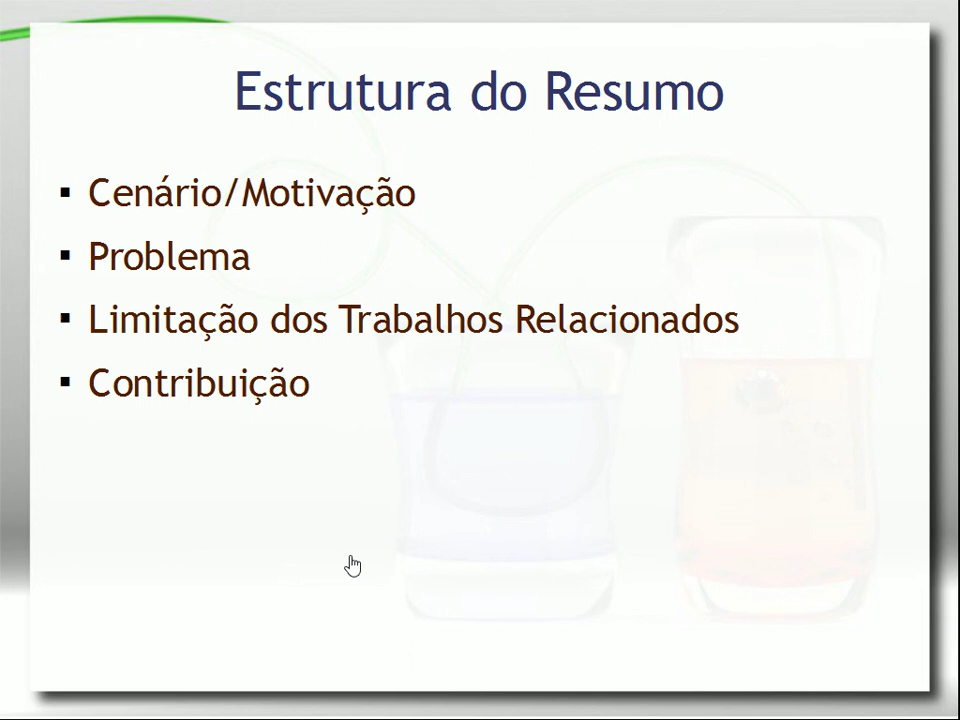 Estrutura do Resumo
▪ Cenário/Motivação
▪ Problema
▪ Limitação dos Trabalhos Relacionados
▪ Contribuição